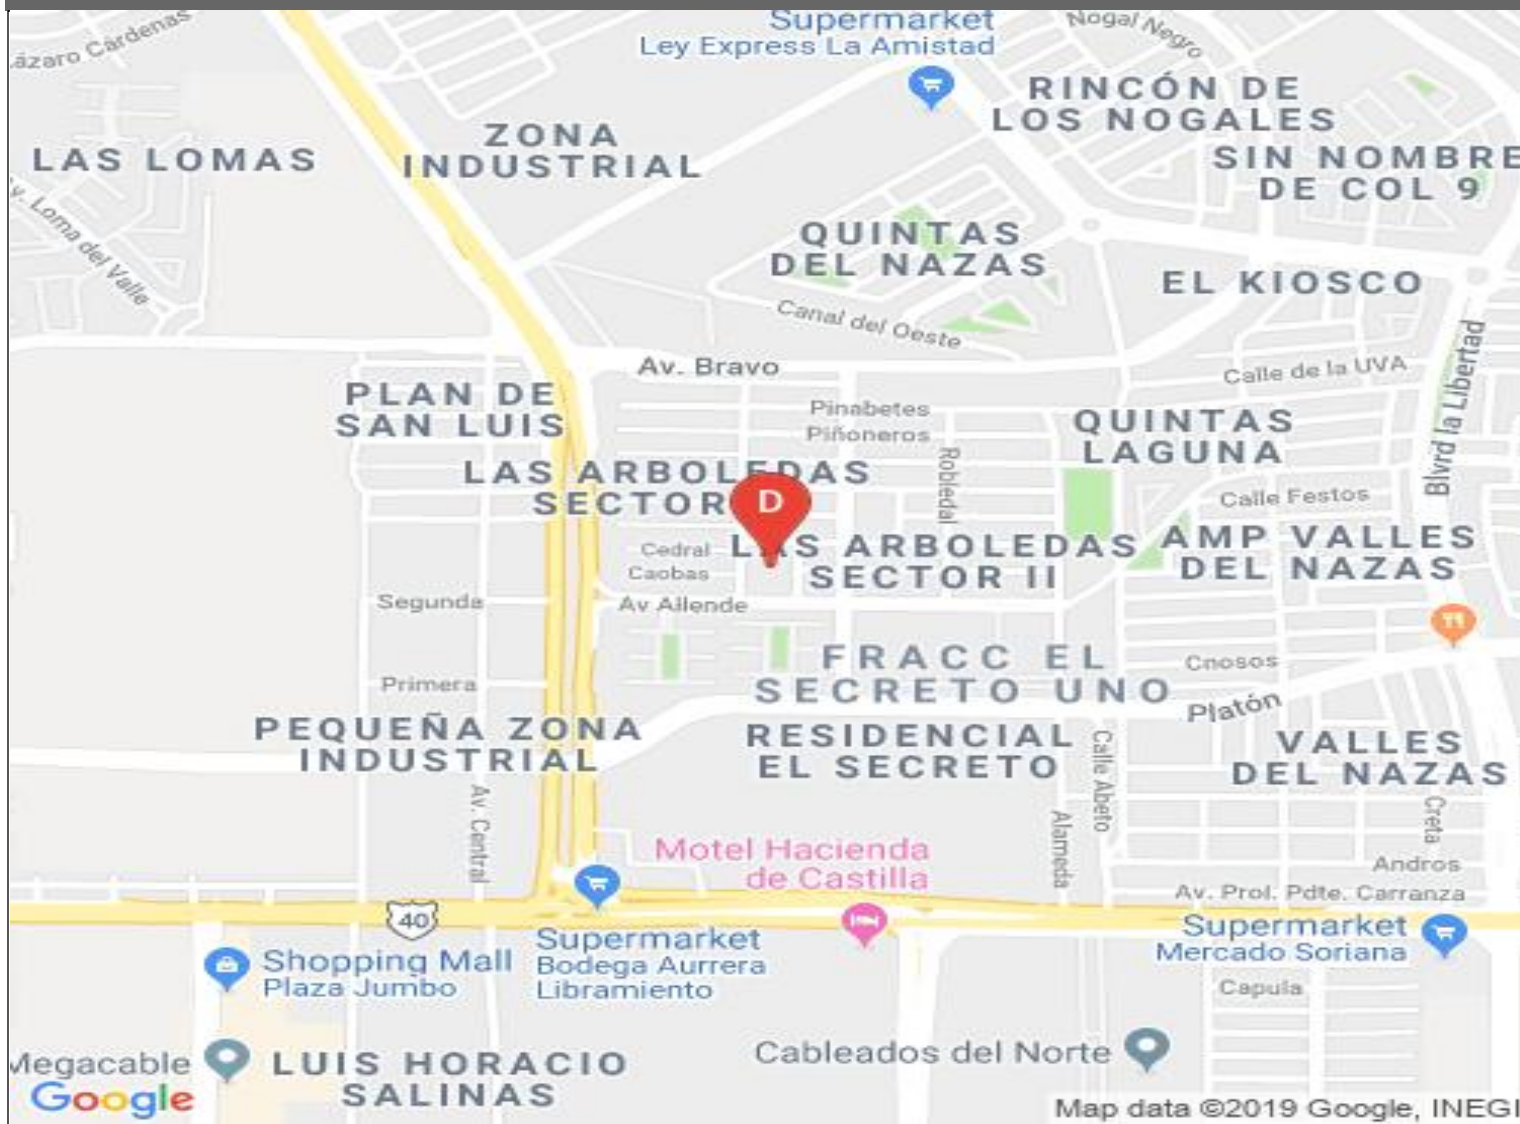 Supermarket
Ley Express La Amistad
Nogal Negro
ázaro Cárdenas
RINCÓN DE
LOS NOGALES
ZONA
INDUSTRIAL
LAS LOMAS
SIN NOMBRE
DE COL 9
Av. Loma del Valle
QUINTAS
DEL NAZAS
EL KIOSCO
Canal del Oeste
Av. Bravo
Calle de la UVA
Blvrd la Libertad
PLAN DE
SAN LUIS
Pinabetes
Piñoneros
QUINTAS
LAGUNA
Robledal
LAS ARBOLEDAS
SECTOR
D
Calle Festos
Cedral
Caobas
LAS ARBOLEDAS
SECTOR II
AMP VALLES
DEL NAZAS
Segunda
Av Allende
FRACC EL
SECRETO UNO
Cnosos
Primera
Platón
PEQUEÑA ZONA
INDUSTRIAL
RESIDENCIAL
EL SECRETO
Calle Abeto
VALLES
DEL NAZAS
Av. Central
Alameda
Creta
Motel Hacienda
de Castilla
Andros
Av. Prol. Pdte. Carranza
40
Supermarket
Mercado Soriana
Shopping Mall
Plaza Jumbo
Supermarket
Bodega Aurrera
Libramiento
Capula
Megacable
LUIS HORACIO
SALINAS
Cableados del Norte
Google
Map data ©2019 Google, INEGI